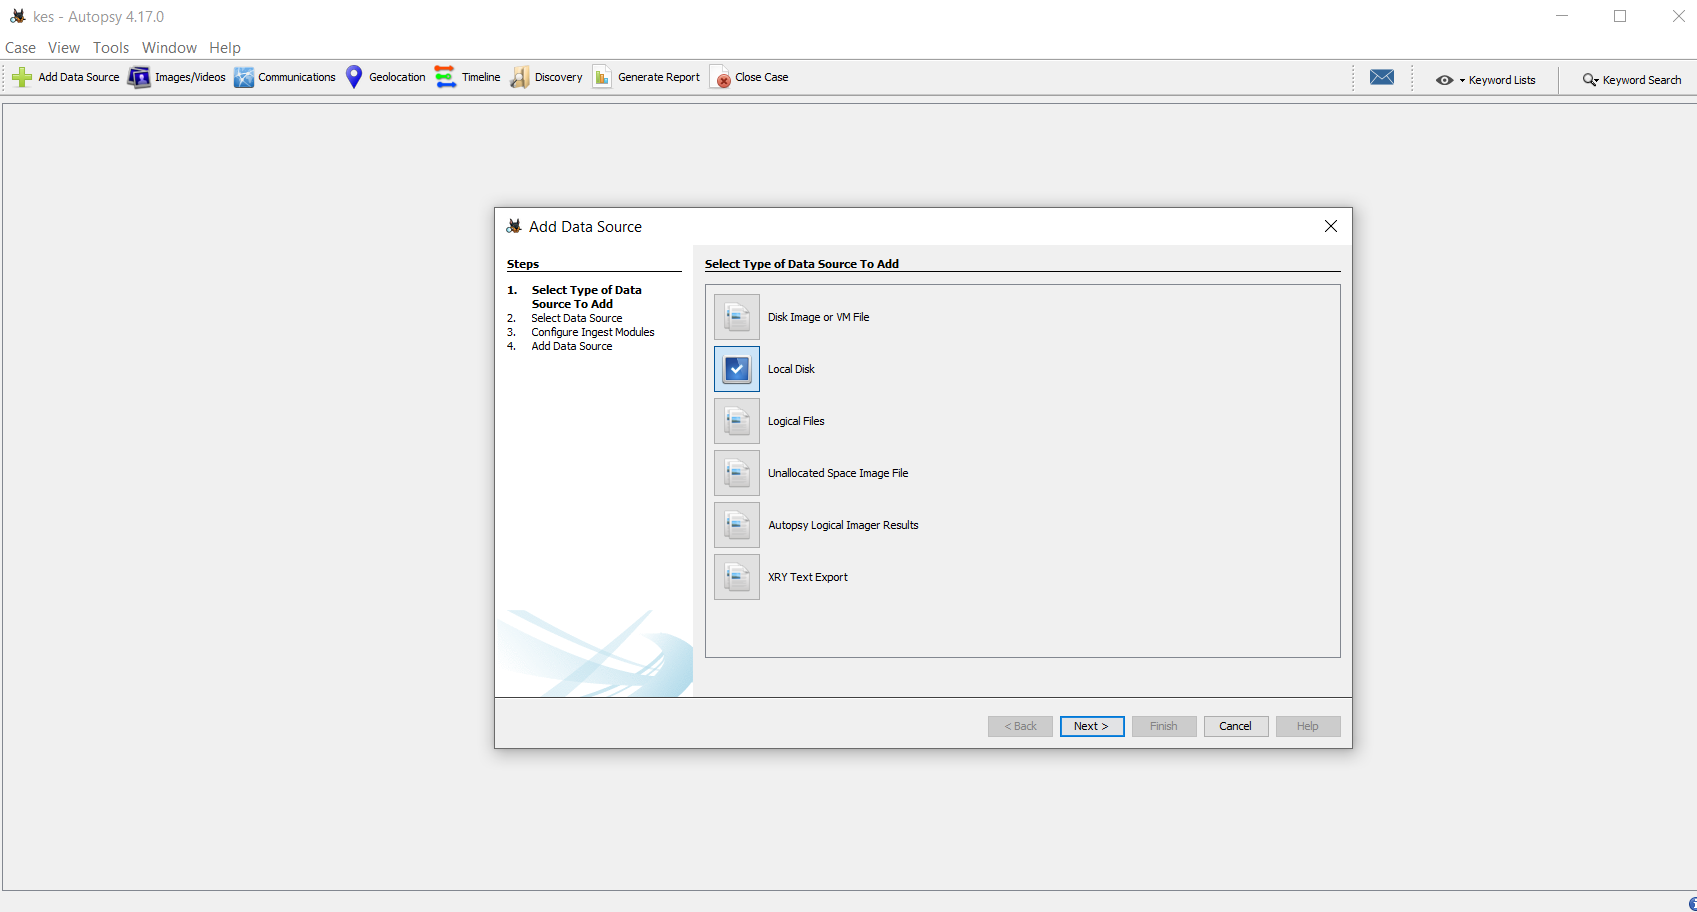 kes - Autopsy 4.17.0
Case View Tools Window Help
Add Data Source Images/Videos Communications Geolocation Timeline Discovery Generate Report Close Case Keyword Lists Keyword Search
Add Data Source
Steps
1. Select Type of Data
Source To Add
2. Select Data Source
3. Configure Ingest Modules
4. Add Data Source
Select Type of Data Source To Add
Disk Image or VM File
Local Disk
Logical Files
Unallocated Space Image File
Autopsy Logical Imager Results
XRY Text Export
< Back Next > Finish Cancel Help